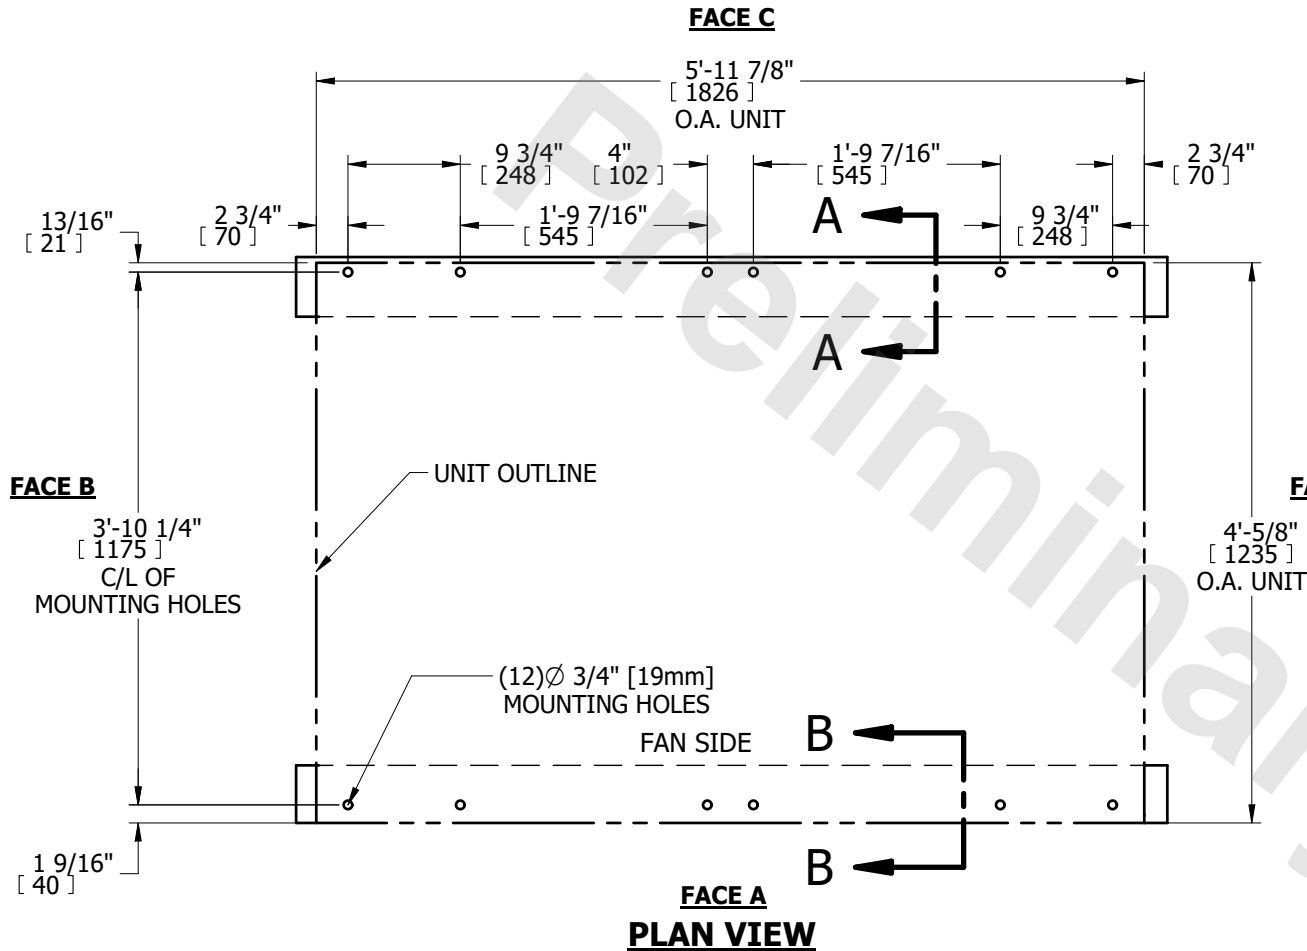 FACE C
5'-11 7/8"
[ 1826 ]
O.A. UNIT
9 3/4"
[ 248 ]
4"
[ 102 ]
1'-9 7/16"
[ 545 ]
2 3/4"
[ 70 ]
13/16"
[ 21 ]
2 3/4"
[ 70 ]
1'-9 7/16"
[ 545 ]
A
9 3/4"
[ 248 ]
A
UNIT OUTLINE
FACE B
3'-10 1/4"
[ 1175 ]
C/L OF
MOUNTING HOLES
4'-5/8"
[ 1235 ]
O.A. UNIT
(12)Ø 3/4" [19mm]
MOUNTING HOLES
FAN SIDE
B
B
1 9/16"
[ 40 ]
FACE A
PLAN VIEW